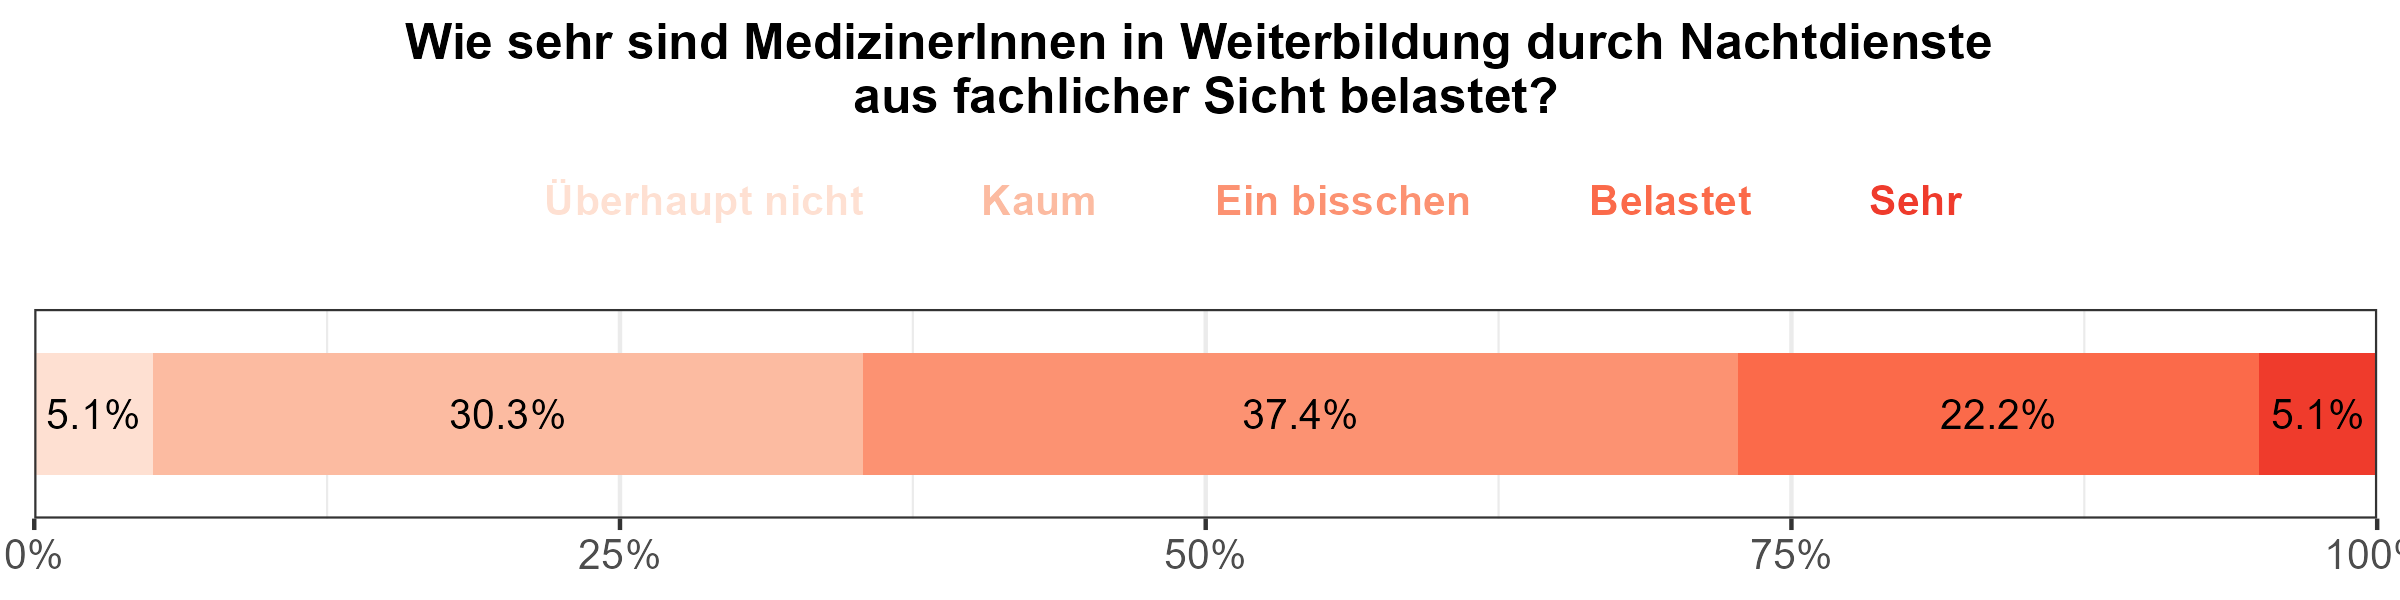 Wie sehr sind MedizinerInnen in Weiterbildung durch Nachtdienste
aus fachlicher Sicht belastet?
Überhaupt nicht Kaum Ein bisschen Belastet Sehr
5.1% 30.3% 37.4% 22.2% 5.1%
0% 25% 50% 75% 100%